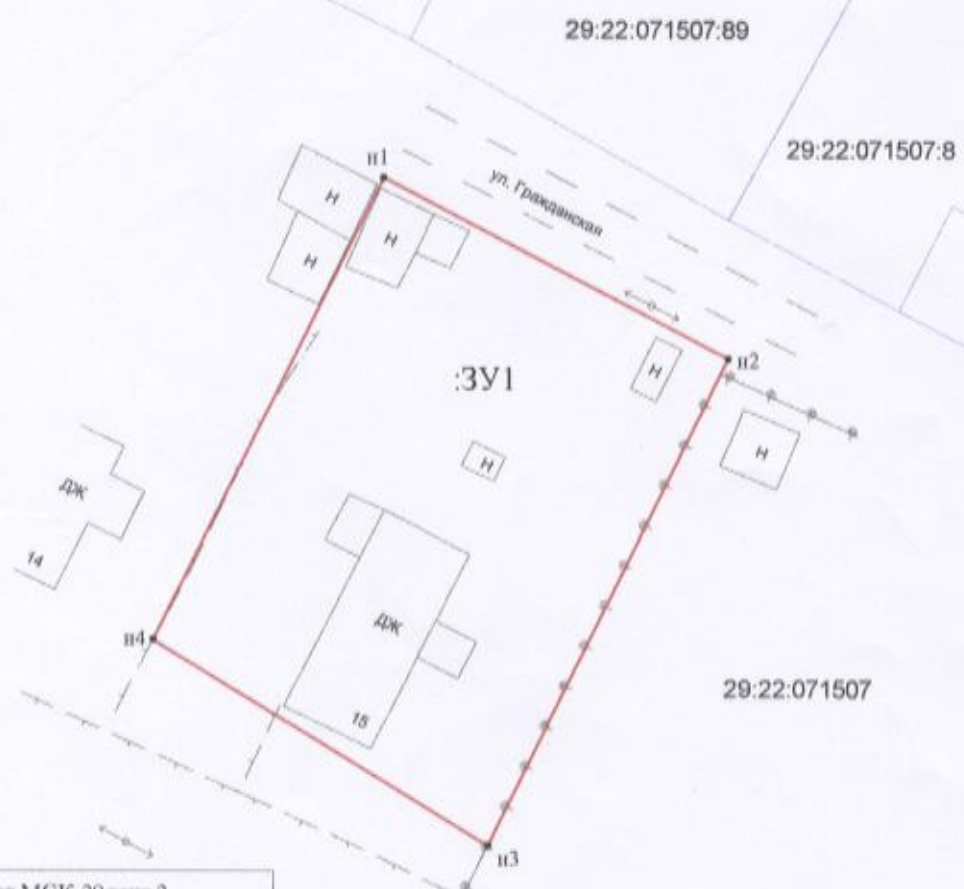 29:22:071507:89
29:22:071507:8
н1
ул. Гражданская
Н
Н
Н
н2
Н
:ЗУ1
Н
Н
ДЖ
14
ДЖ
н4
29:22:071507
15
н3